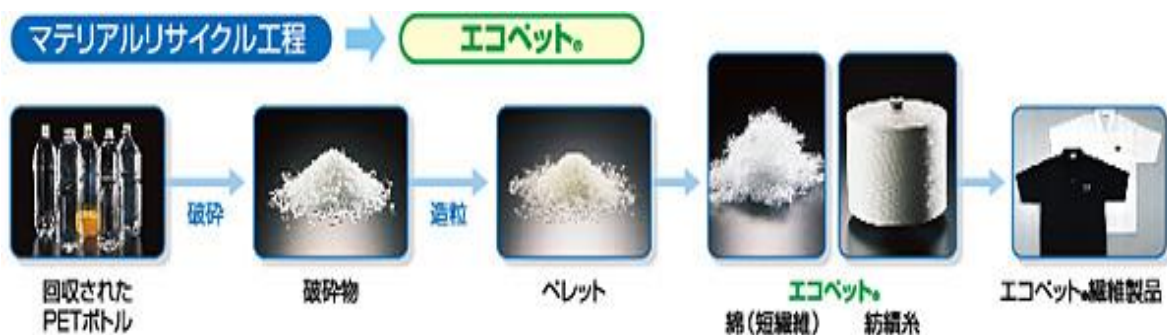 マテリアルリサイクル工程
エコペット®
破砕
造粒
回収された
PETボトル
破砕物
ペレット
エコペット®
綿(短繊維)
紡績糸
エコペット®繊維製品